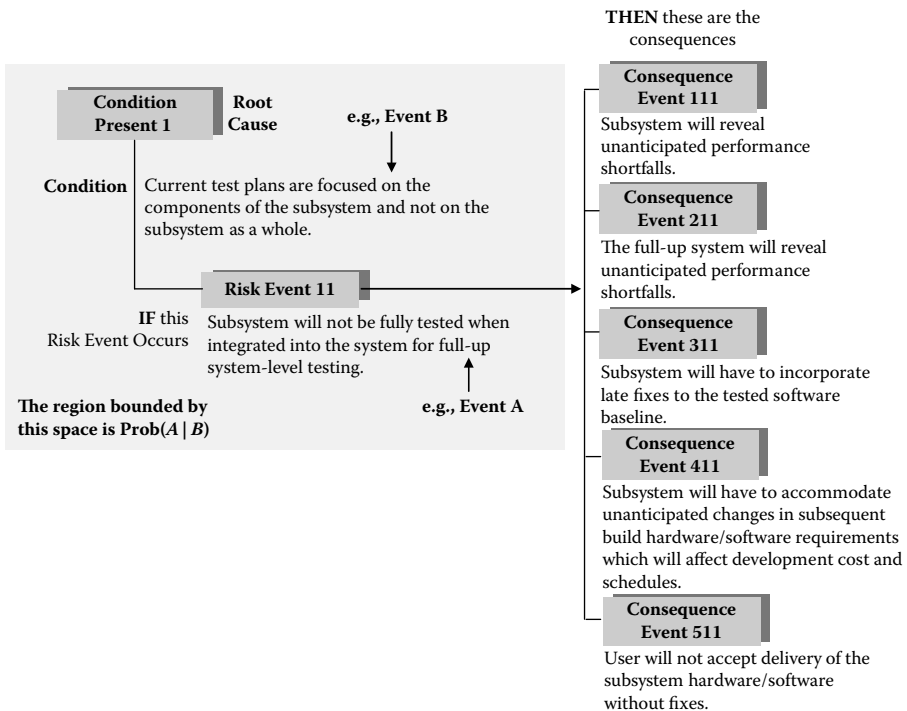 THEN these are the
consequences
Condition
Present 1
Root
Cause
e.g., Event B
Condition
Current test plans are focused on the
components of the subsystem and not on the
subsystem as a whole.
Risk Event 11
IF this
Risk Event Occurs
Subsystem will not be fully tested when
integrated into the system for full-up
system-level testing.
e.g., Event A
The region bounded by
this space is Prob(A | B)
Consequence
Event 111
Subsystem will reveal
unanticipated performance
shortfalls.
Consequence
Event 211
The full-up system will reveal
unanticipated performance
shortfalls.
Consequence
Event 311
Subsystem will have to incorporate
late fixes to the tested software
baseline.
Consequence
Event 411
Subsystem will have to accommodate
unanticipated changes in subsequent
build hardware/software requirements
which will affect development cost and
schedules.
Consequence
Event 511
User will not accept delivery of the
subsystem hardware/software
without fixes.